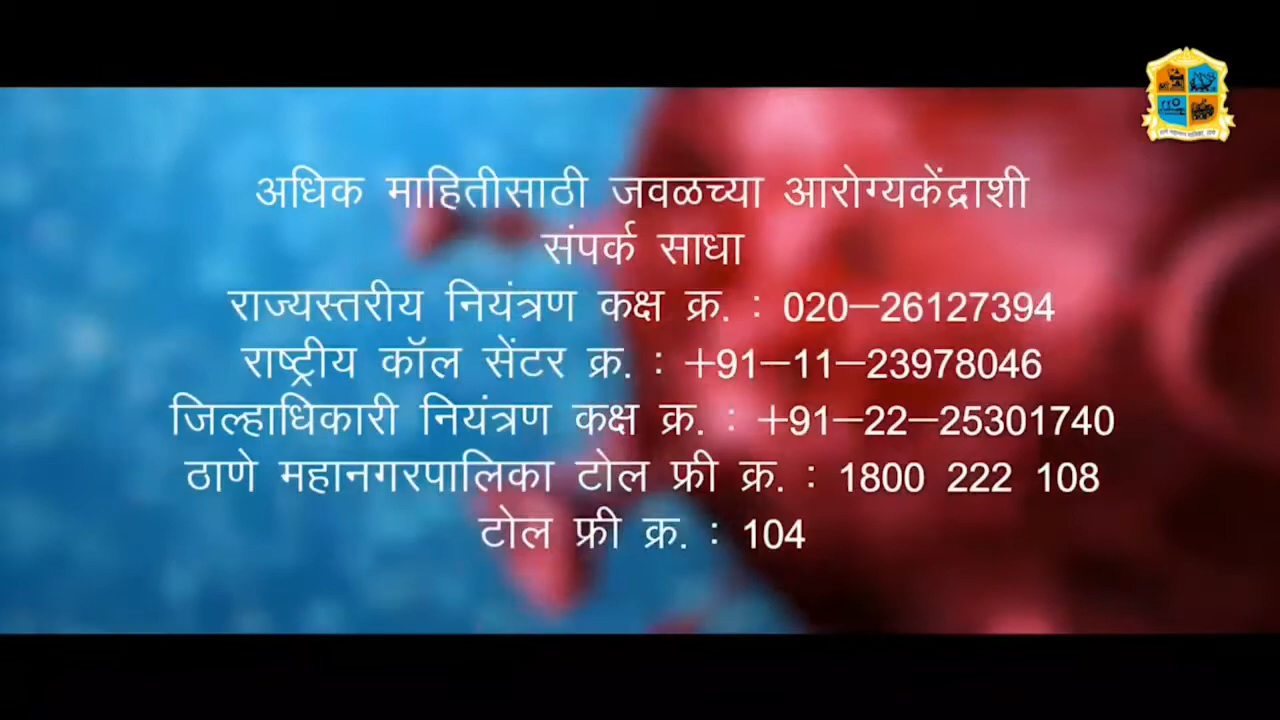 अधिक माहितीसाठी जवळच्या आरोग्यकेंद्राशी
संपर्क साधा
राज्यस्तरीय नियंत्रण कक्ष क्र. : 020–26127394
राष्ट्रीय कॉल सेंटर क्र. : +91–11–23978046
जिल्हाधिकारी नियंत्रण कक्ष क्र. : +91–22–25301740
ठाणे महानगरपालिका टोल फ्री क्र. : 1800 222 108
टोल फ्री क्र. : 104